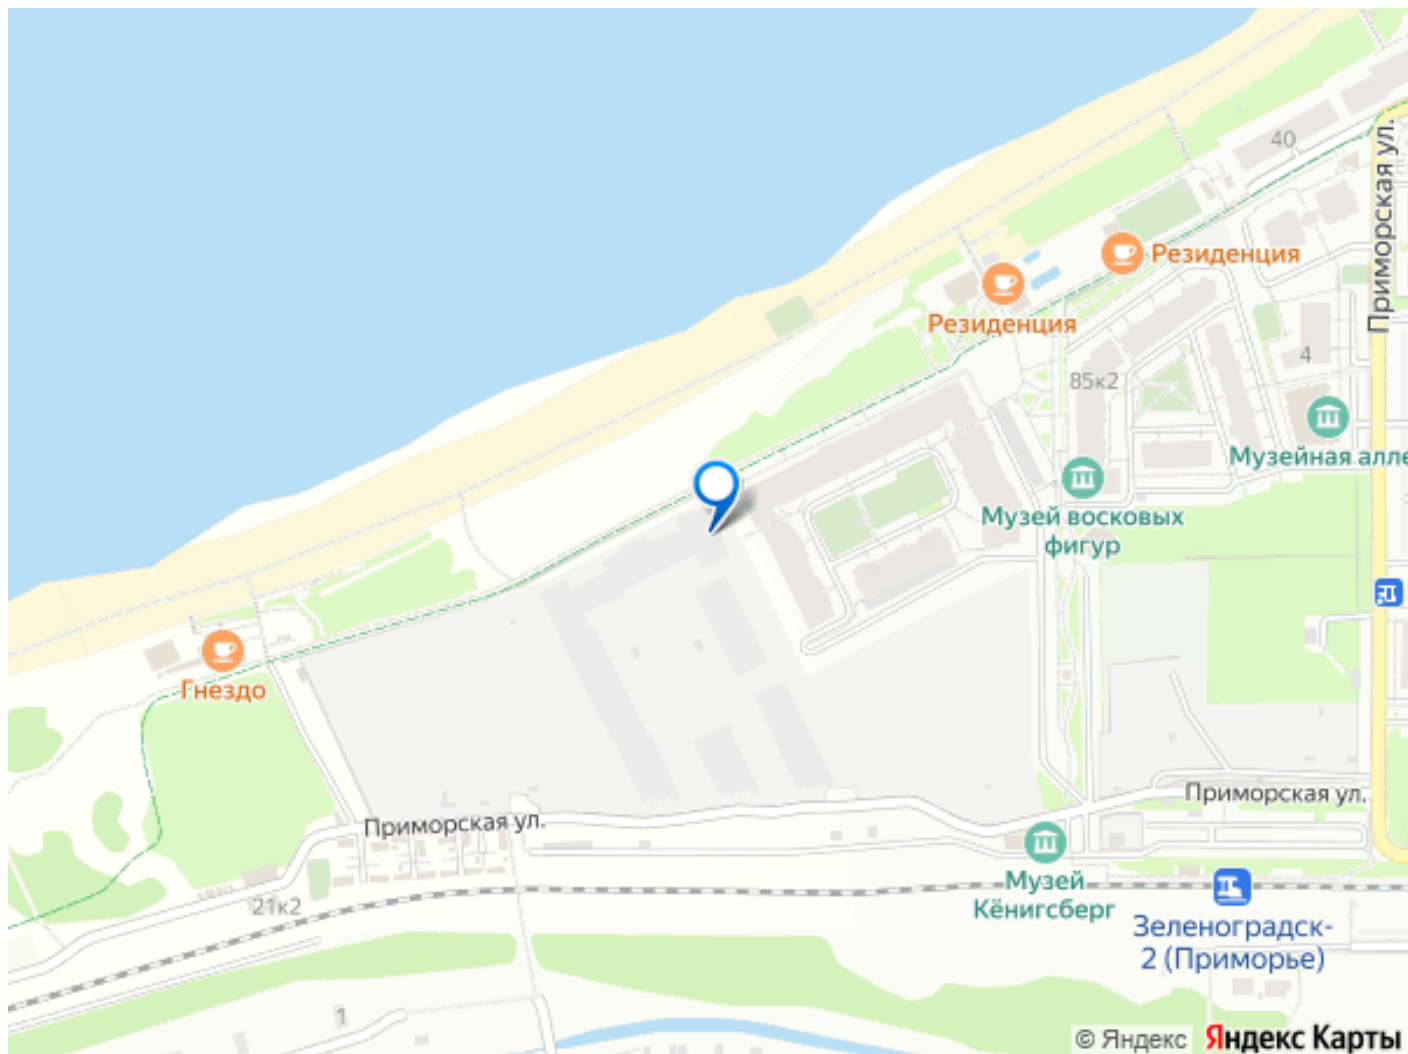 40
Приморская ул.
Резиденция
Резиденция
4
85к2
Музейная алле
Музей восковых
фигур
Гнездо
Приморская ул.
Приморская ул.
Музей
Кёнигсберг
21к2
Зеленоградск-
2 (Приморье)
1
© Яндекс Яндекс Карты